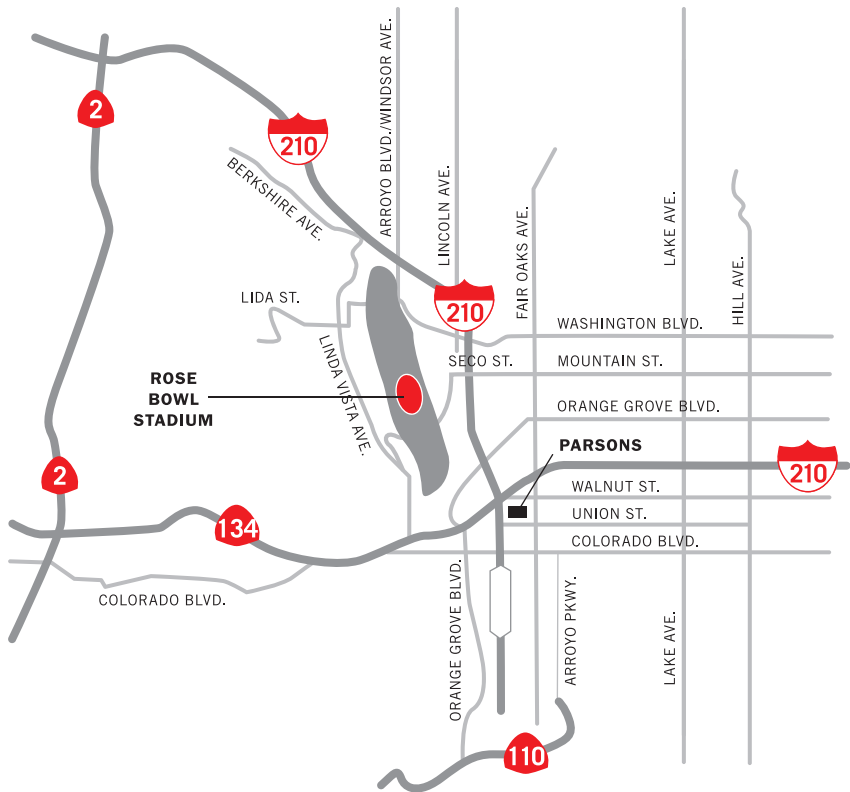 2
210
BERKSHIRE AVE.
ARROYO BLVD./WINDSOR AVE.
LINCOLN AVE.
FAIR OAKS AVE.
LAKE AVE.
HILL AVE.
LIDA ST.
210
WASHINGTON BLVD.
LINDA VISTA AVE.
SECO ST.
MOUNTAIN ST.
ROSE
BOWL
STADIUM
ORANGE GROVE BLVD.
PARSONS
2
210
WALNUT ST.
134
UNION ST.
COLORADO BLVD.
COLORADO BLVD.
ORANGE GROVE BLVD.
ARROYO PKWY.
LAKE AVE.
110